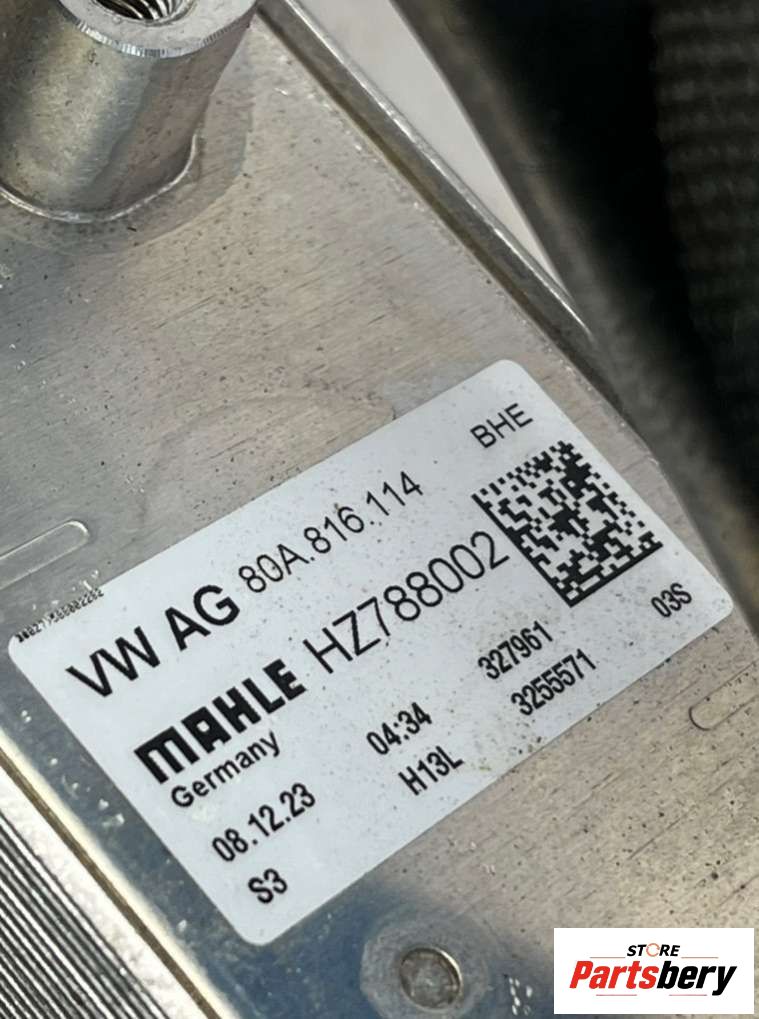 VW AG 80A.816.114 BHE
MAHLE HZ788002
Germany 04:34 327961 03S
08.12.23 H13L 3255571
S3
STORE
Partsbery